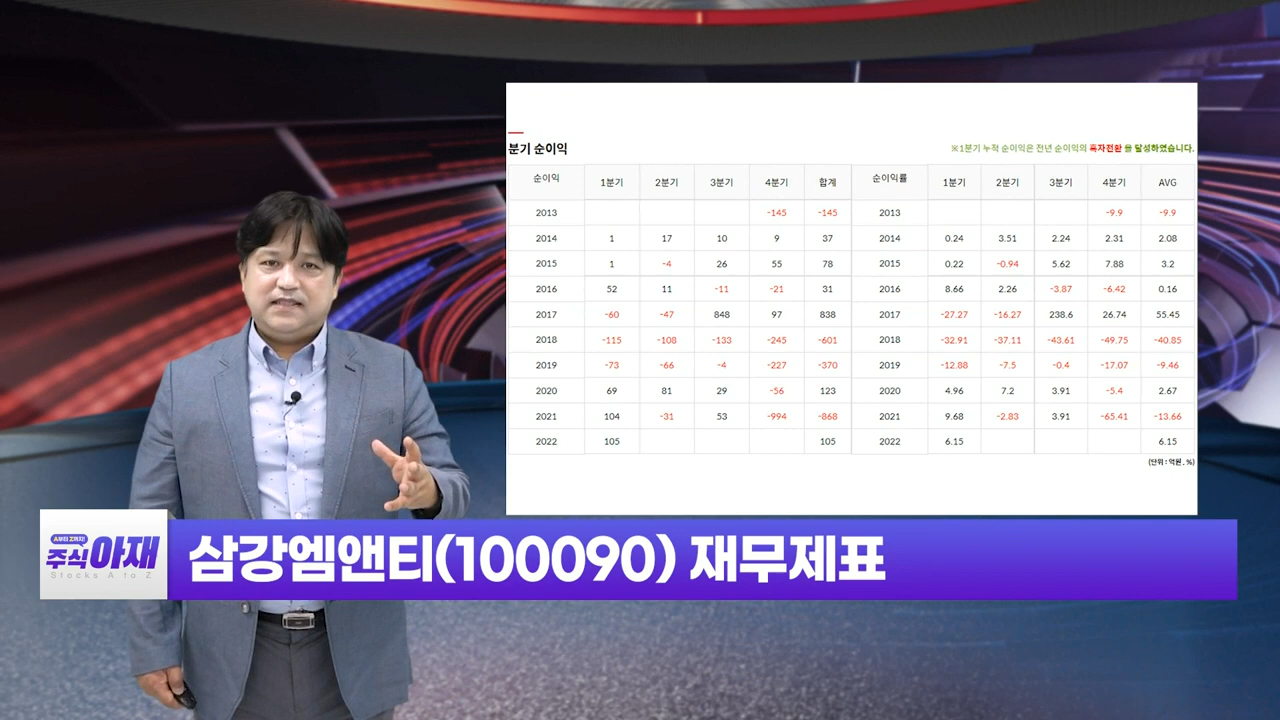 분기 순이익
※1분기 누적 순이익은 전년 순이익의 흑자전환 을 달성하였습니다.
순이익 1분기 2분기 3분기 4분기 합계 순이익률 1분기 2분기 3분기 4분기 AVG
2013 -145 -145 2013 -9.9 -9.9
2014 1 17 10 9 37 2014 0.24 3.51 2.24 2.31 2.08
2015 1 -4 26 55 78 2015 0.22 -0.94 5.62 7.88 3.2
2016 52 11 -11 -21 31 2016 8.66 2.26 -3.87 -6.42 0.16
2017 -60 -47 848 97 838 2017 -27.27 -16.27 238.6 26.74 55.45
2018 -115 -108 -133 -245 -601 2018 -32.91 -37.11 -43.61 -49.75 -40.85
2019 -73 -66 -4 -227 -370 2019 -12.88 -7.5 -0.4 -17.07 -9.46
2020 69 81 29 -56 123 2020 4.96 7.2 3.91 -5.4 2.67
2021 104 -31 53 -994 -868 2021 9.68 -2.83 3.91 -65.41 -13.66
2022 105 105 2022 6.15 6.15
(단위 : 억원 , %)
A부터 Z까지!
주식아재
Stocks A to Z
삼강엠앤티(100090) 재무제표